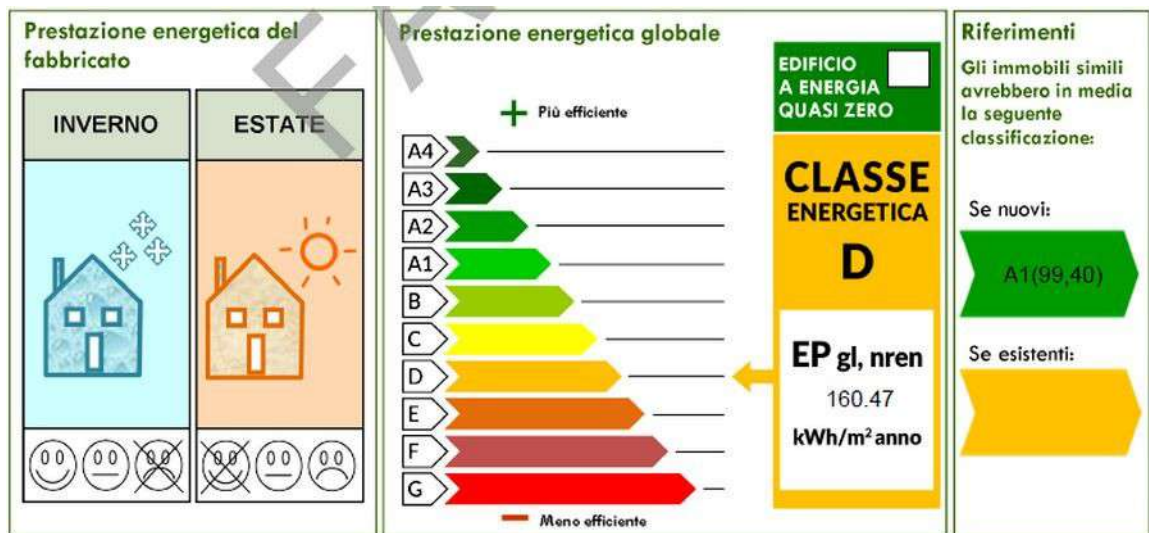 Prestazione energetica del
fabbricato
INVERNO
ESTATE
Prestazione energetica globale
Più efficiente
A4
A3
A2
A1
B
C
D
E
F
G
Meno efficiente
EDIFICIO
A ENERGIA
QUASI ZERO
CLASSE
ENERGETICA
D
EP gl, nren
160.47
kWh/m² anno
Riferimenti
Gli immobili simili
avrebbero in media
la seguente
classificazione:
Se nuovi:
A1(99,40)
Se esistenti: